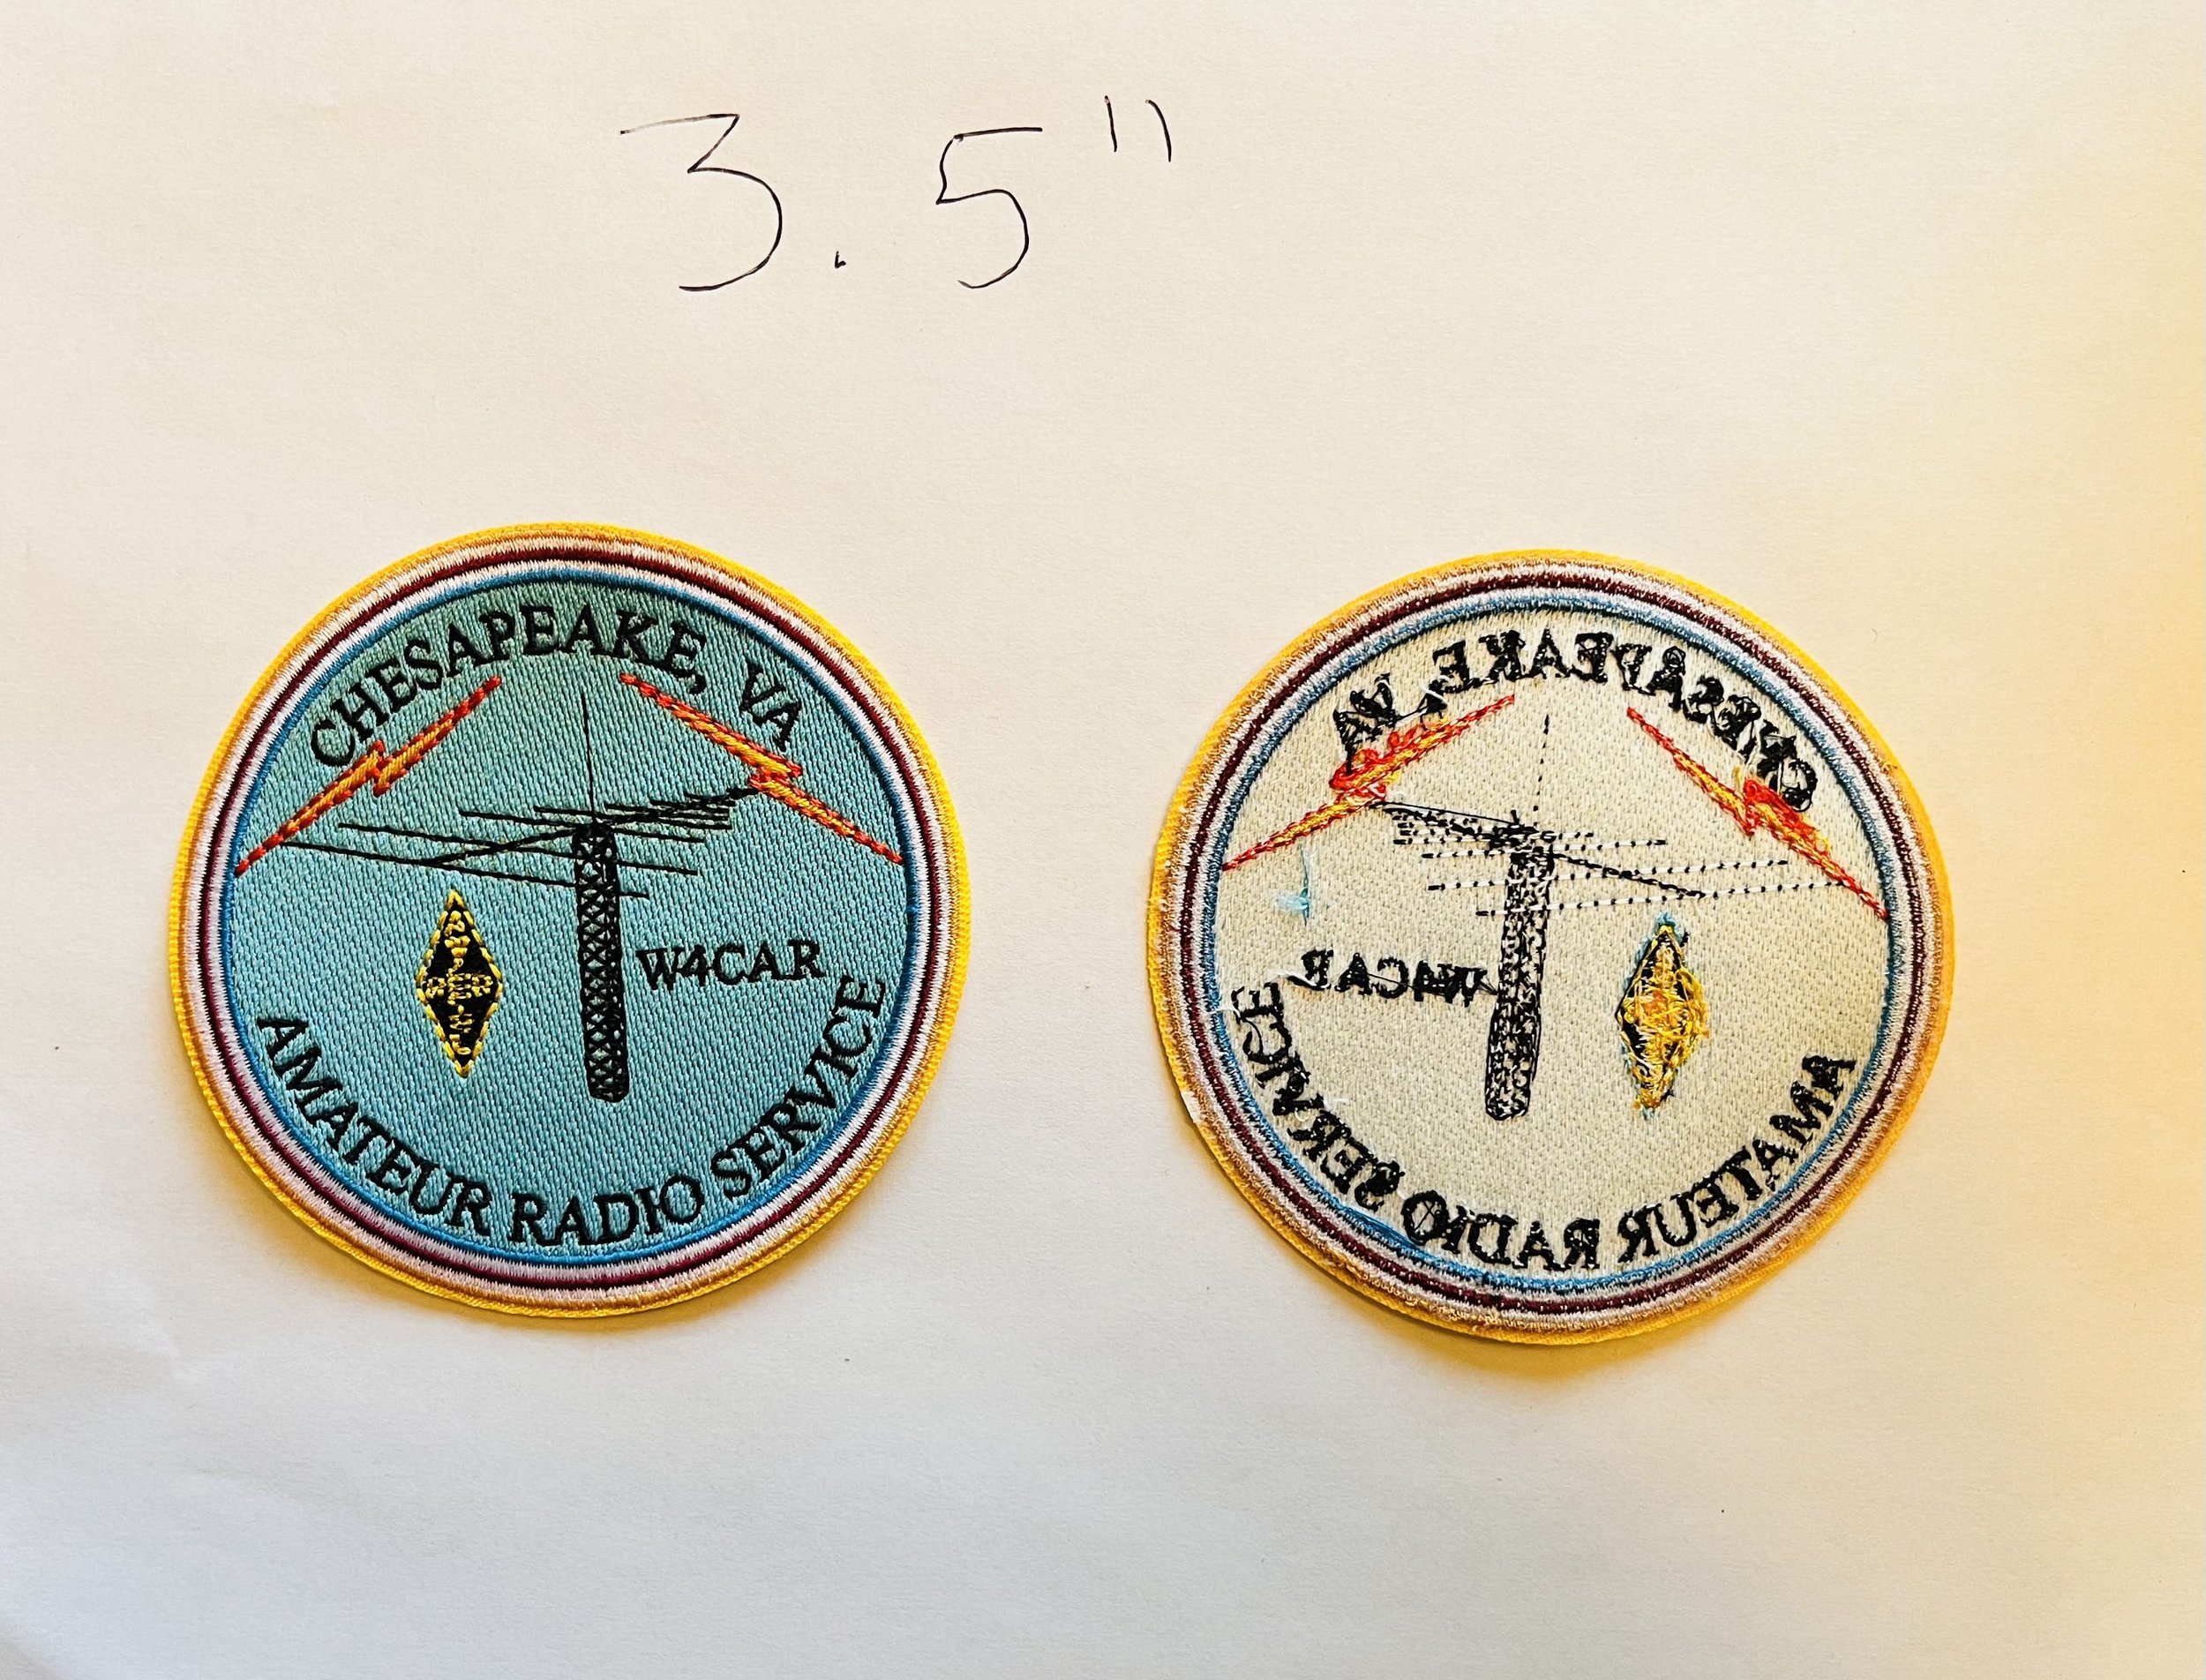 3.5"
CHESAPEAKE, VA
W4CAR
AMATEUR RADIO SERVICE
CHESAPEAKE, VA
W4CAR
AMATEUR RADIO SERVICE